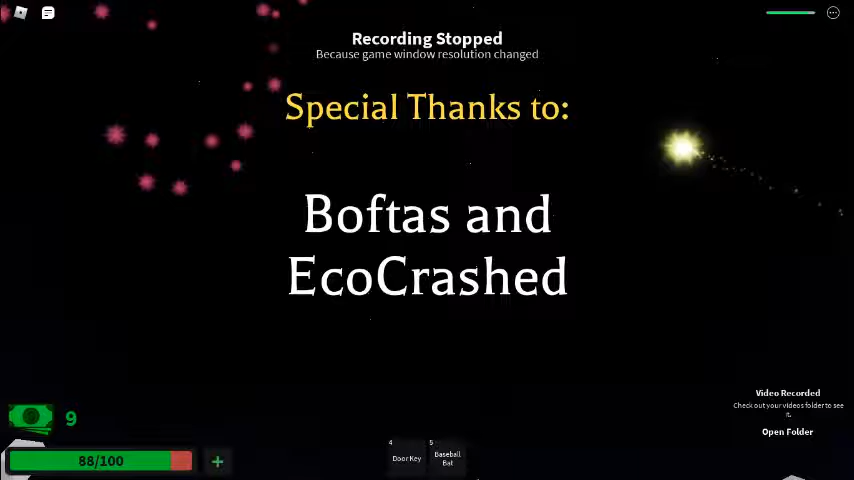 Recording Stopped
Because game window resolution changed
Special Thanks to:
Boftas and
EcoCrashed
Video Recorded
Check out your videos folder to see
it.
Open Folder
9
88/100
+
4
Door Key
5
Baseball
Bat